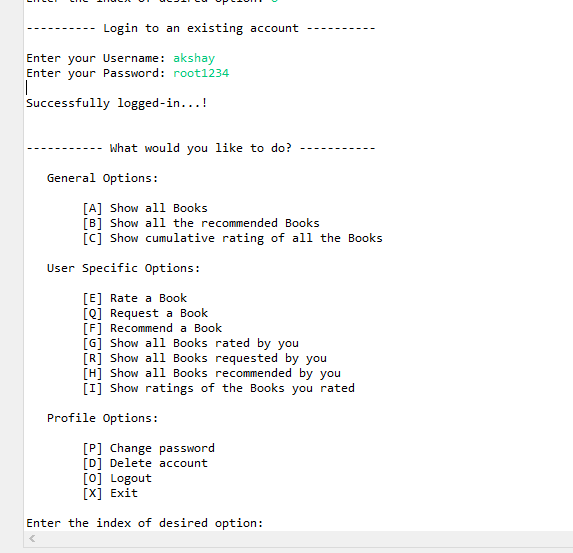 Enter the index of desired option:
---------- Login to an existing account ----------
Enter your Username: akshay
Enter your Password: root1234
Successfully logged-in...!
----------- What would you like to do? -----------
General Options:
[A] Show all Books
[B] Show all the recommended Books
[C] Show cumulative rating of all the Books
User Specific Options:
[E] Rate a Book
[Q] Request a Book
[F] Recommend a Book
[G] Show all Books rated by you
[R] Show all Books requested by you
[H] Show all Books recommended by you
[I] Show ratings of the Books you rated
Profile Options:
[P] Change password
[D] Delete account
[O] Logout
[X] Exit
Enter the index of desired option: